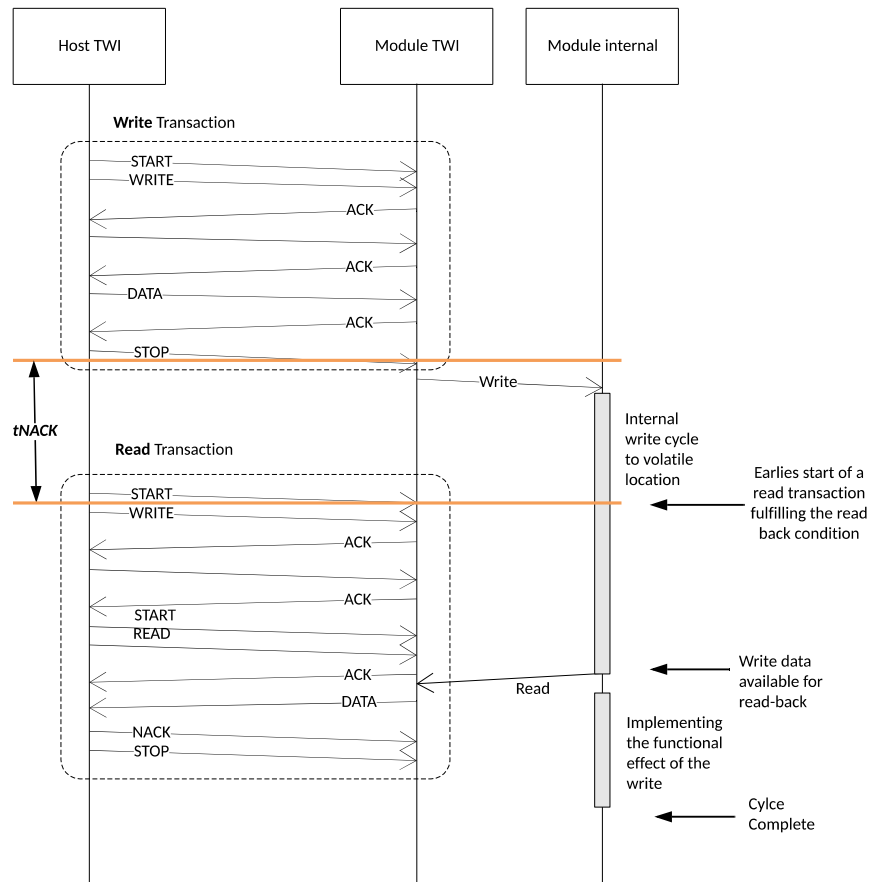 Host TWI
Module TWI
Module internal
Write Transaction
START
WRITE
ACK
ACK
DATA
ACK
STOP
Write
tNACK
Internal
write cycle
to volatile
location
Read Transaction
Earlies start of a
read transaction
fulfilling the read
back condition
START
WRITE
ACK
ACK
START
READ
ACK
Read
Write data
available for
read-back
DATA
NACK
STOP
Implementing
the functional
effect of the
write
Cylce
Complete